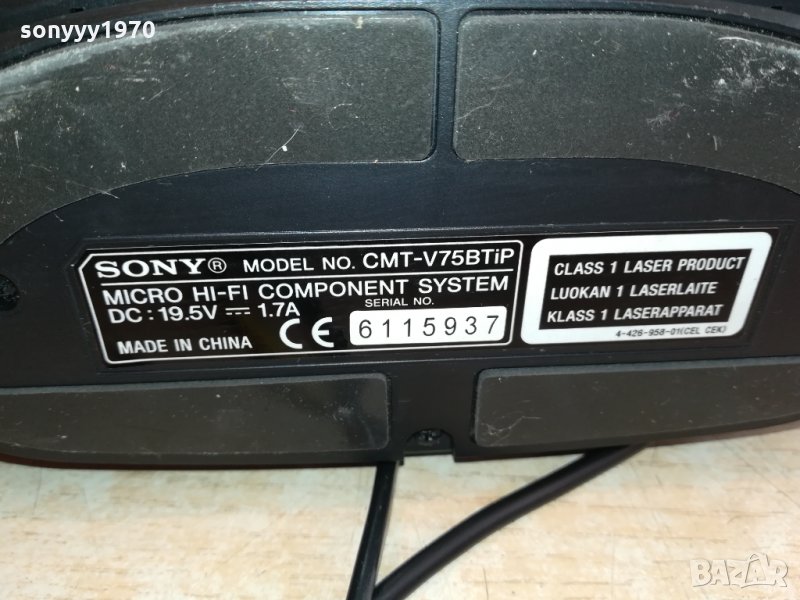 sonyyy1970
SONY® MODEL NO. CMT-V75BTiP
MICRO HI-FI COMPONENT SYSTEM
DC : 19.5V ⎓ 1.7A
SERIAL NO.
CE 6115937
MADE IN CHINA
CLASS 1 LASER PRODUCT
LUOKAN 1 LASERLAITE
KLASS 1 LASERAPPARAT
4-426-958-01(CEL CEK)
BAZAR